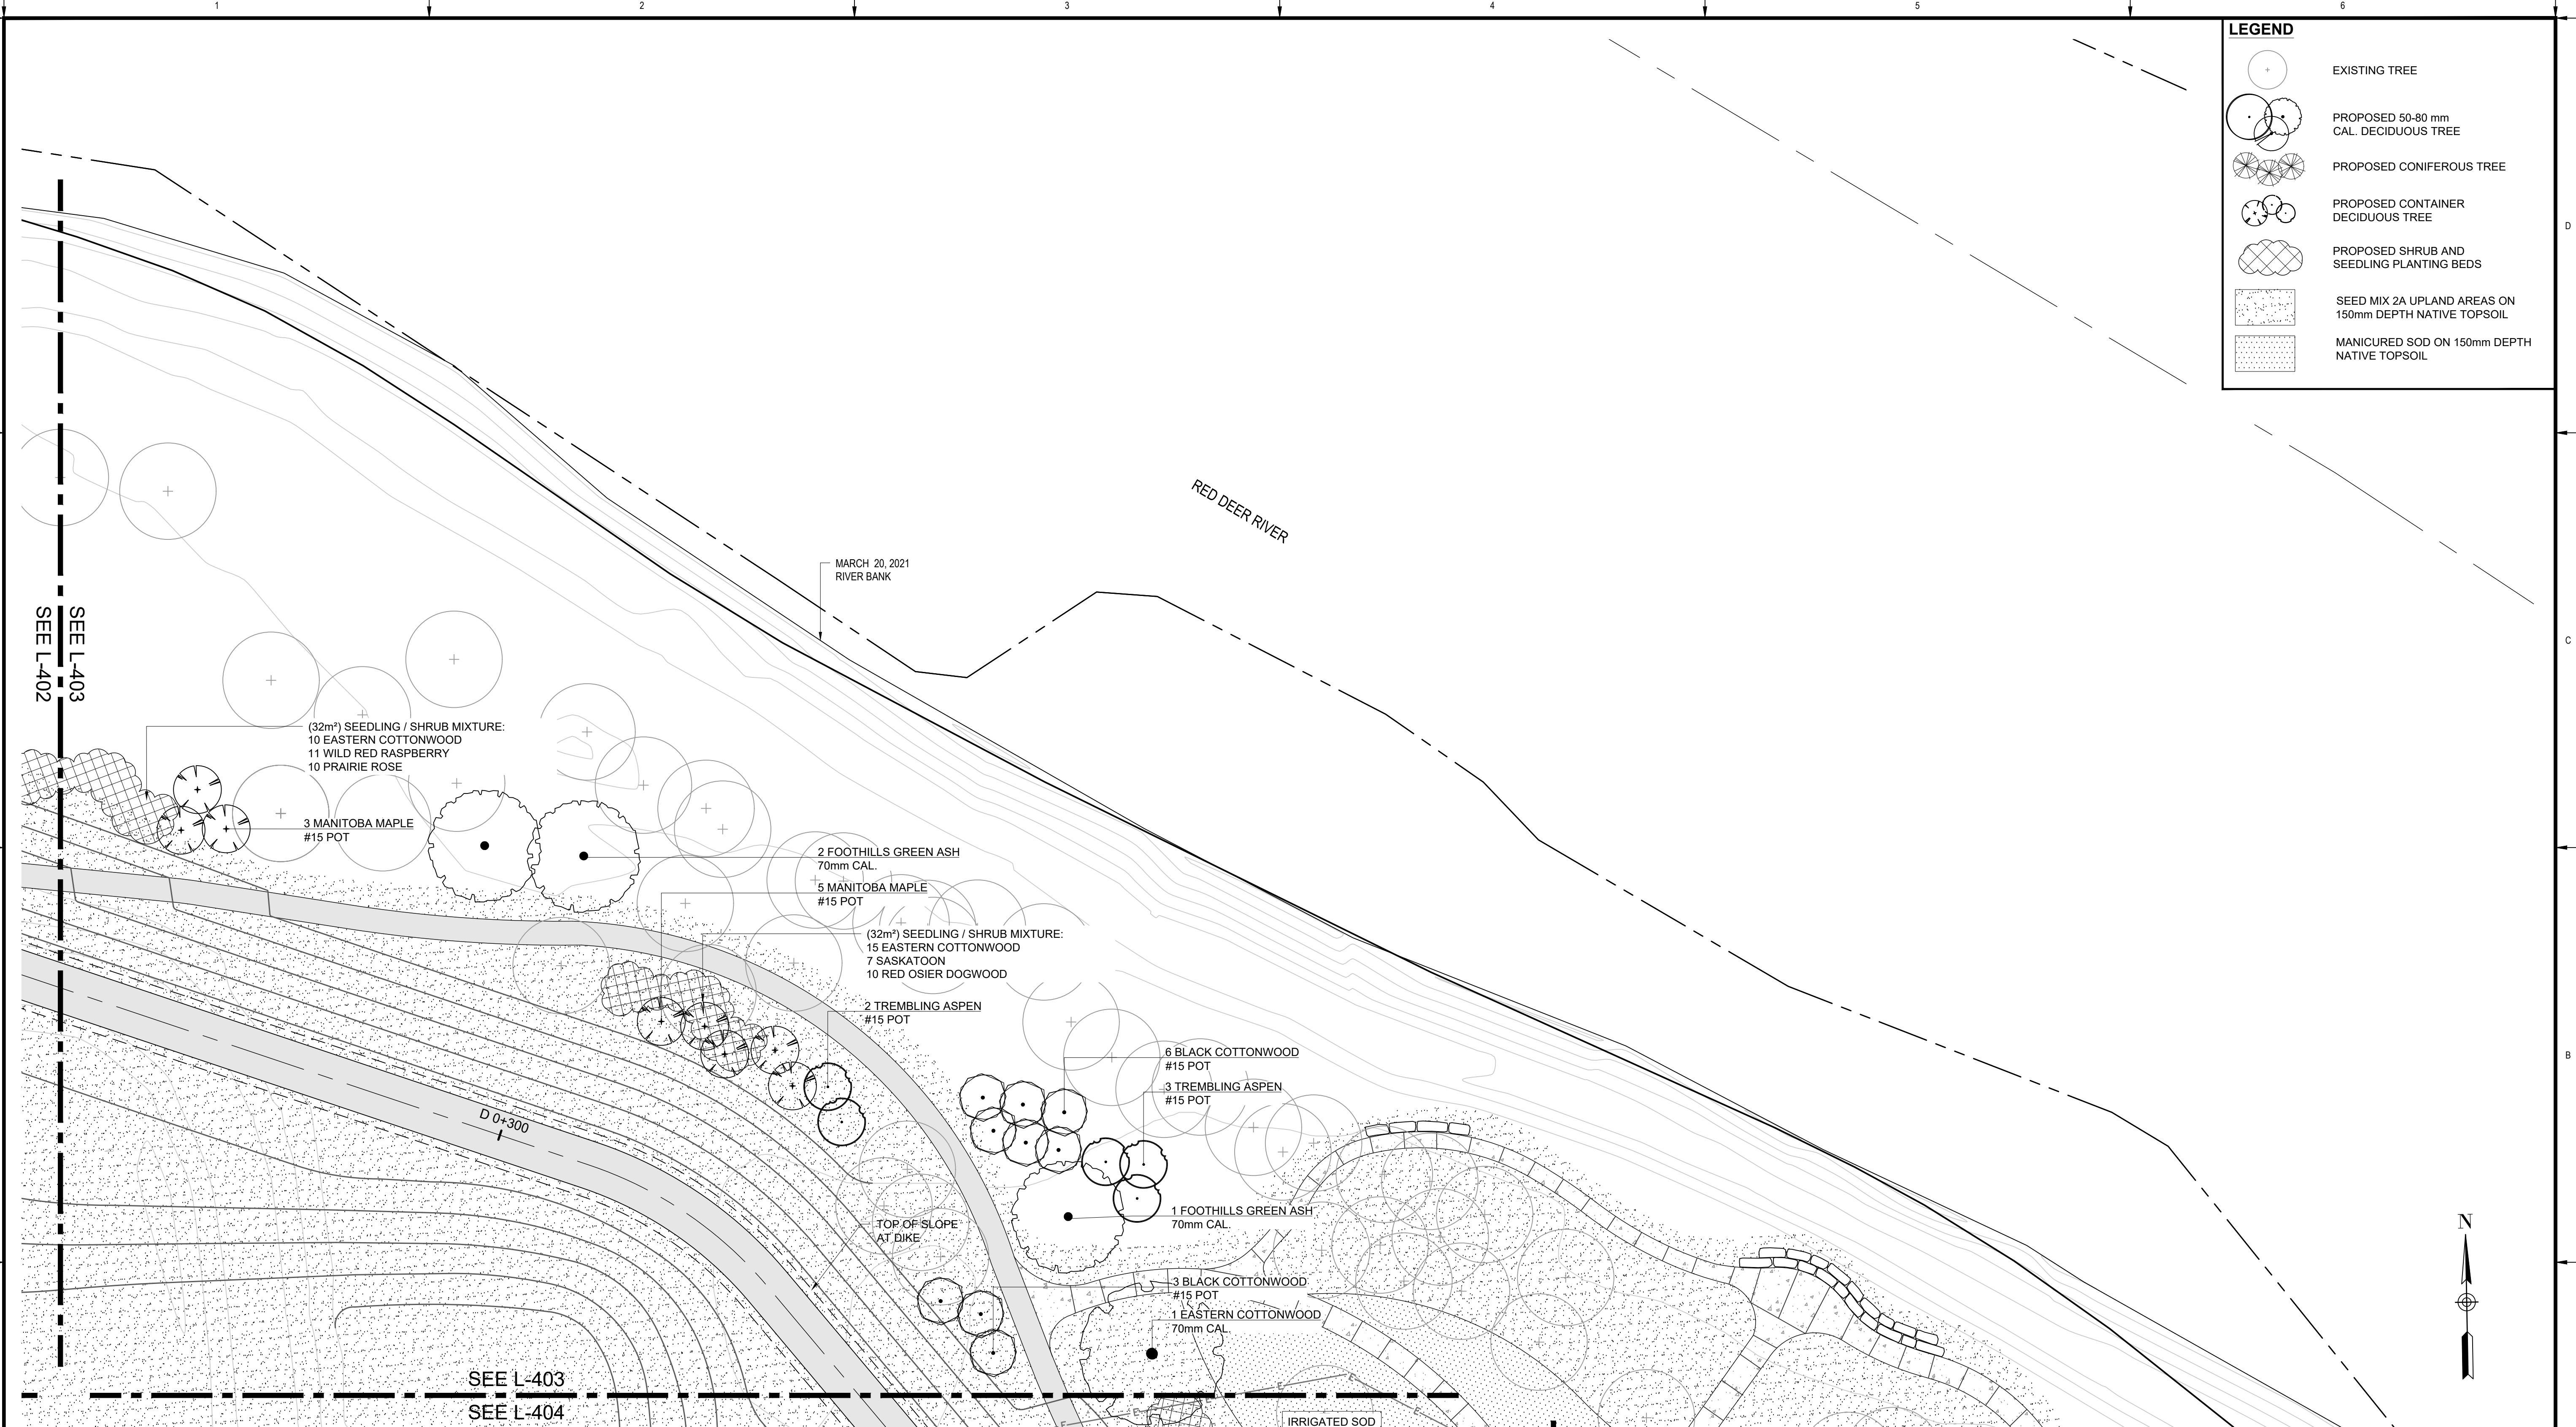 1
2
3
4
5
6
LEGEND
EXISTING TREE
PROPOSED 50-80 mm
CAL. DECIDUOUS TREE
PROPOSED CONIFEROUS TREE
PROPOSED CONTAINER
DECIDUOUS TREE
PROPOSED SHRUB AND
SEEDLING PLANTING BEDS
SEED MIX 2A UPLAND AREAS ON
150mm DEPTH NATIVE TOPSOIL
MANICURED SOD ON 150mm DEPTH
NATIVE TOPSOIL
D
C
B
RED DEER RIVER
MARCH 20, 2021
RIVER BANK
SEE L-403
SEE L-402
(32m²) SEEDLING / SHRUB MIXTURE:
10 EASTERN COTTONWOOD
11 WILD RED RASPBERRY
10 PRAIRIE ROSE
3 MANITOBA MAPLE
#15 POT
2 FOOTHILLS GREEN ASH
70mm CAL.
5 MANITOBA MAPLE
#15 POT
(32m²) SEEDLING / SHRUB MIXTURE:
15 EASTERN COTTONWOOD
7 SASKATOON
10 RED OSIER DOGWOOD
2 TREMBLING ASPEN
#15 POT
6 BLACK COTTONWOOD
#15 POT
3 TREMBLING ASPEN
#15 POT
D 0+300
1 FOOTHILLS GREEN ASH
70mm CAL.
TOP OF SLOPE
AT DIKE
3 BLACK COTTONWOOD
#15 POT
1 EASTERN COTTONWOOD
70mm CAL.
N
SEE L-403
SEE L-404
E
E
E
E
E
IRRIGATED SOD